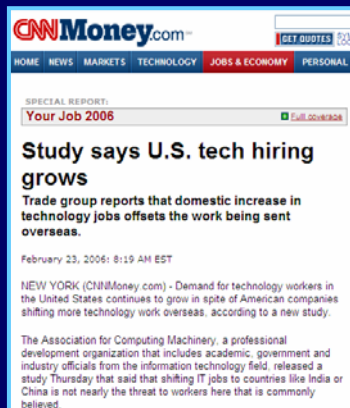 CNNMoney.com
GET QUOTES
HOME NEWS MARKETS TECHNOLOGY JOBS & ECONOMY PERSONAL
SPECIAL REPORT:
Your Job 2006 Full coverage
Study says U.S. tech hiring
grows
Trade group reports that domestic increase in
technology jobs offsets the work being sent
overseas.
February 23, 2006: 8:19 AM EST
NEW YORK (CNNMoney.com) - Demand for technology workers in
the United States continues to grow in spite of American companies
shifting more technology work overseas, according to a new study.
The Association for Computing Machinery, a professional
development organization that includes academic, government and
industry officials from the information technology field, released a
study Thursday that said that shifting IT jobs to countries like India or
China is not nearly the threat to workers here that is commonly
believed.